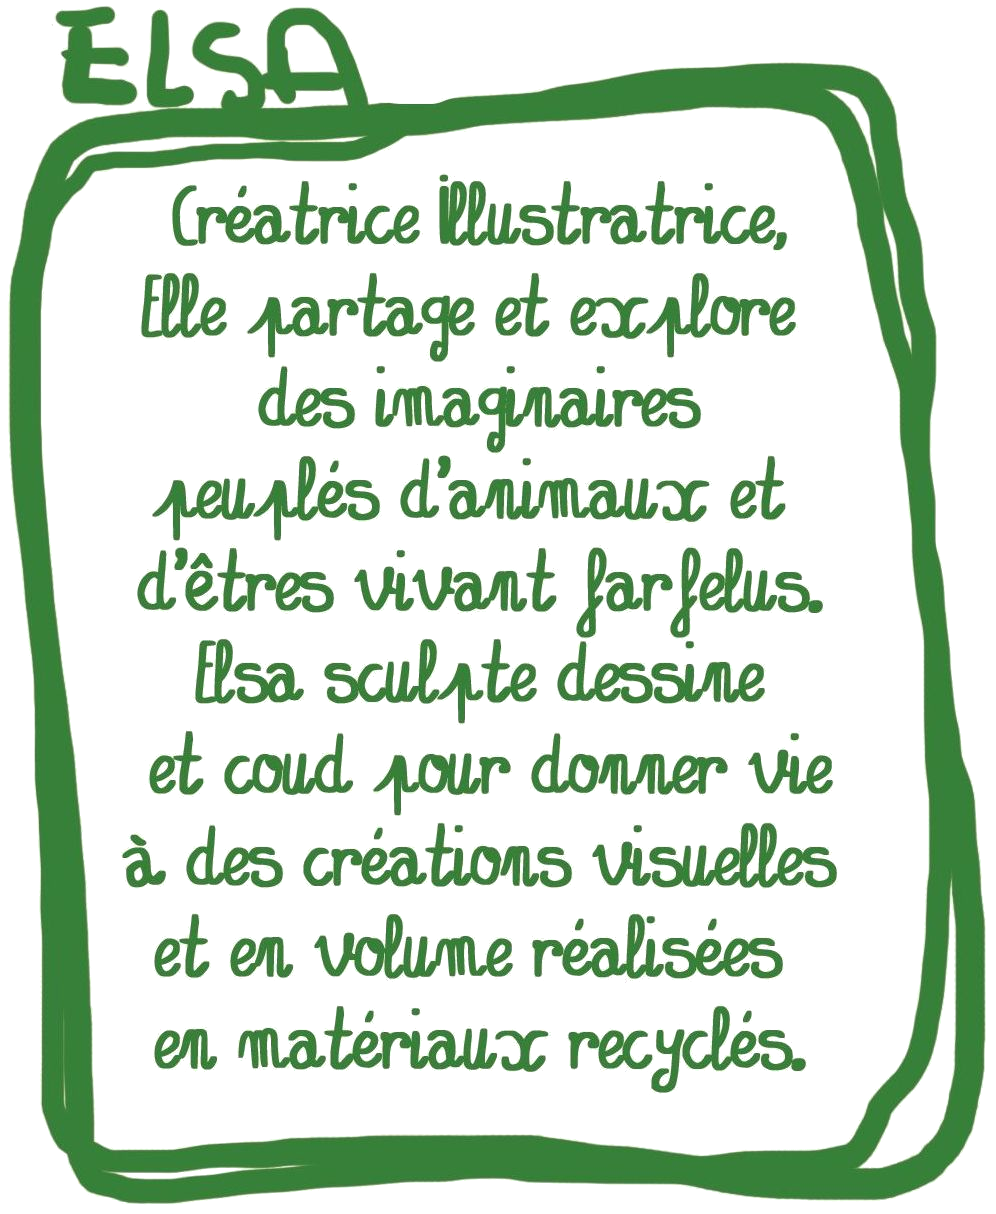 ELSA
Créatrice Illustratrice,
Elle partage et explore
des imaginaires
peuplés d'animaux et
d'êtres vivant farfelus.
Elsa sculpte dessine
et coud pour donner vie
à des créations visuelles
et en volume réalisées
en matériaux recyclés.